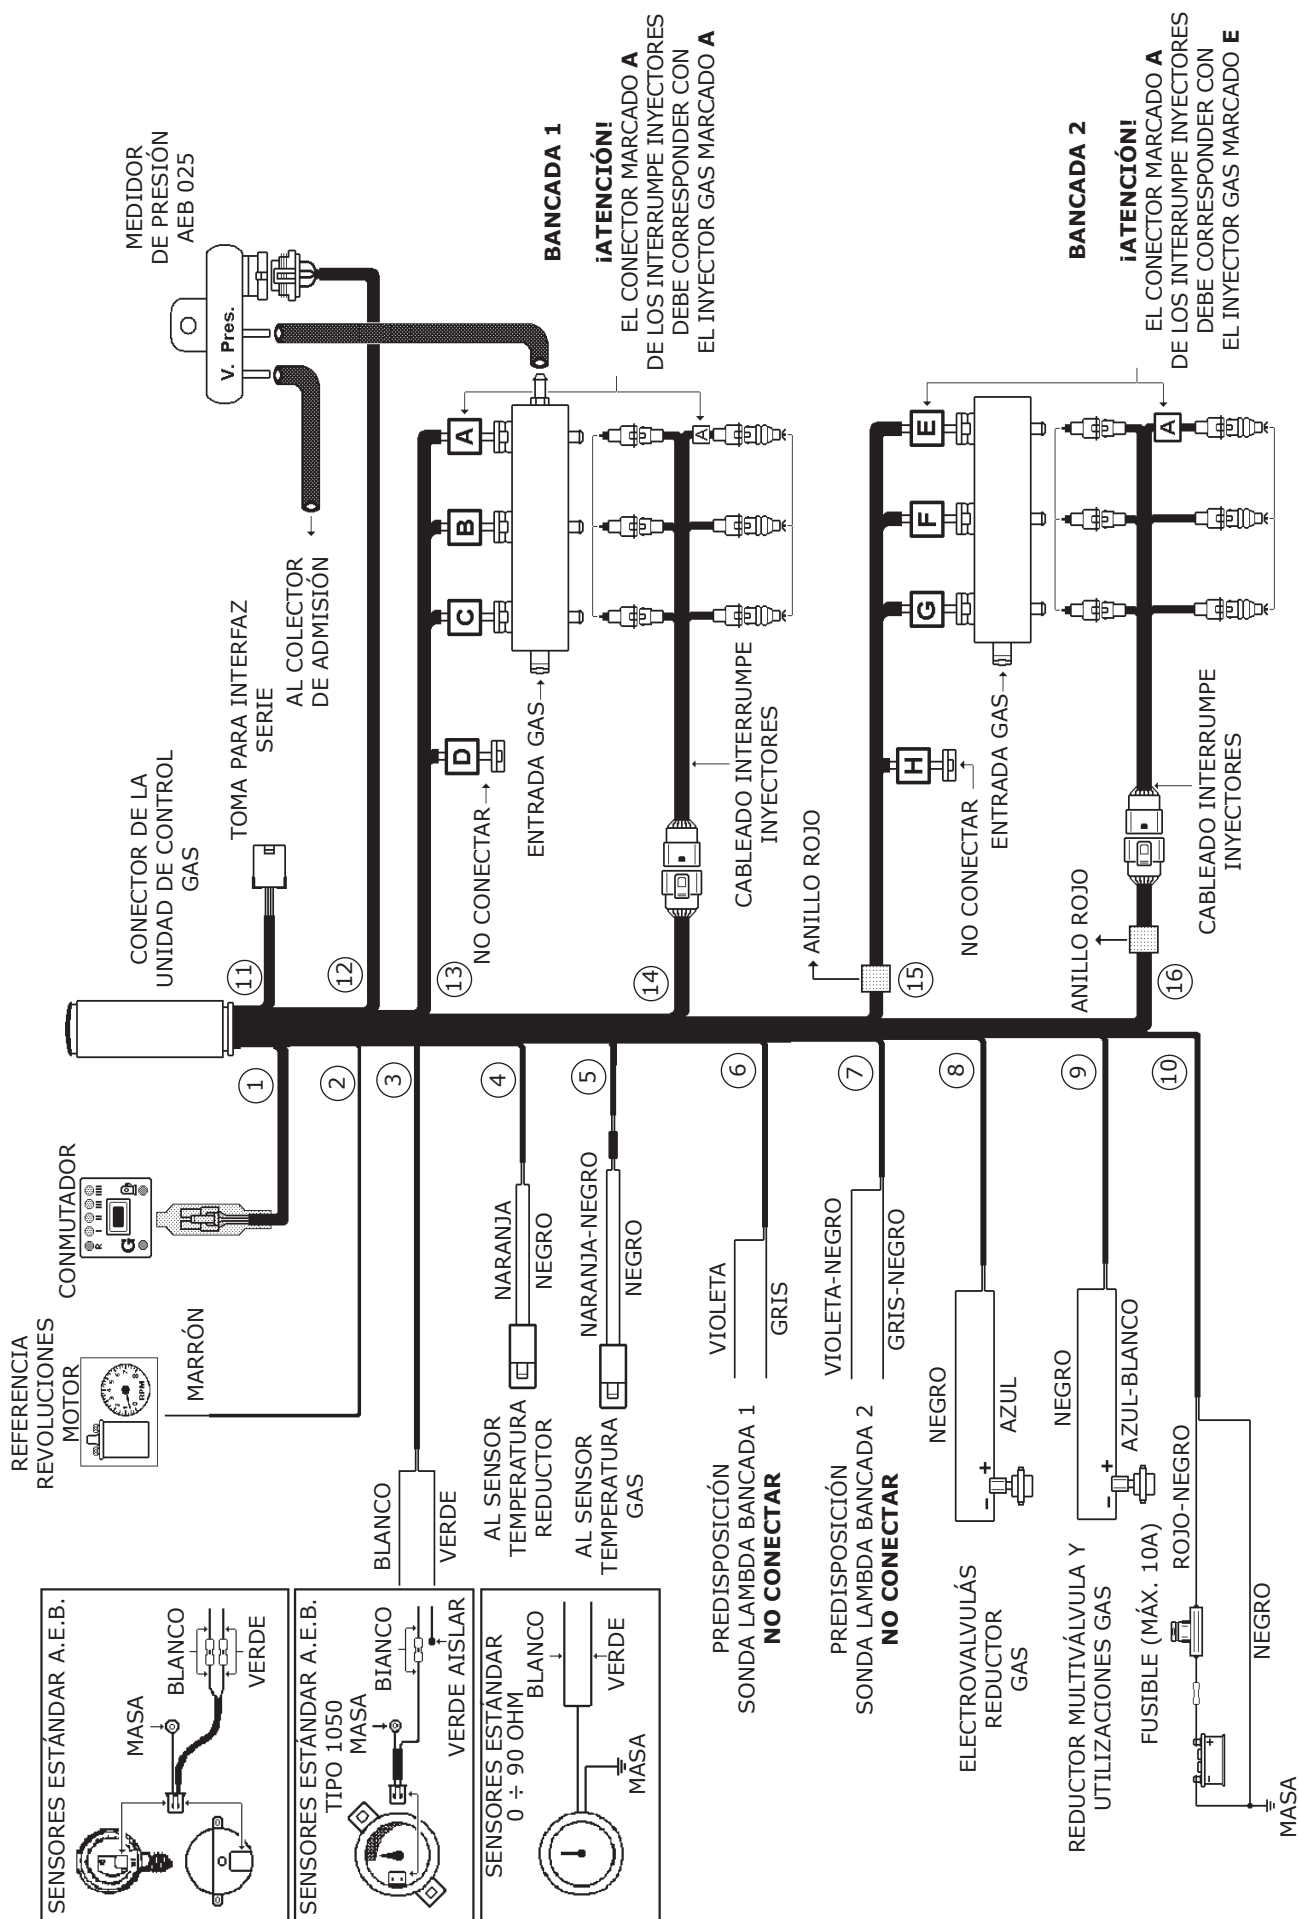 SENSORES ESTÁNDAR A.E.B.
MASA
BLANCO
VERDE
SENSORES ESTÁNDAR A.E.B.
TIPO 1050
MASA
BIANCO
VERDE AISLAR
SENSORES ESTÁNDAR
0 ÷ 90 OHM
BLANCO
VERDE
MASA
REFERENCIA
REVOLUCIONES
MOTOR
RPM
MARRÓN
CONMUTADOR
R I II III IIII
G
CONECTOR DE LA
UNIDAD DE CONTROL
GAS
TOMA PARA INTERFAZ
SERIE
AL COLECTOR
DE ADMISIÓN
MEDIDOR
DE PRESIÓN
AEB 025
V. Pres.
1
2
3
4
5
6
7
8
9
10
11
12
13
14
15
16
BLANCO
VERDE
AL SENSOR
TEMPERATURA
REDUCTOR
NARANJA
NEGRO
AL SENSOR
TEMPERATURA
GAS
NARANJA-NEGRO
NEGRO
PREDISPOSICIÓN
SONDA LAMBDA BANCADA 1
NO CONECTAR
VIOLETA
GRIS
PREDISPOSICIÓN
SONDA LAMBDA BANCADA 2
NO CONECTAR
VIOLETA-NEGRO
GRIS-NEGRO
ELECTROVALVULÁS
REDUCTOR
GAS
NEGRO
AZUL
- +
REDUCTOR MULTIVÁLVULA Y
UTILIZACIONES GAS
NEGRO
AZUL-BLANCO
- +
FUSIBLE (MÁX. 10A)
ROJO-NEGRO
NEGRO
- +
MASA
D
C
B
A
NO CONECTAR
ENTRADA GAS
A
CABLEADO INTERRUMPE
INYECTORES
BANCADA 1
¡ATENCIÓN!
EL CONECTOR MARCADO A
DE LOS INTERRUMPE INYECTORES
DEBE CORRESPONDER CON
EL INYECTOR GAS MARCADO A
ANILLO ROJO
H
G
F
E
NO CONECTAR
ENTRADA GAS
A
ANILLO ROJO
CABLEADO INTERRUMPE
INYECTORES
BANCADA 2
¡ATENCIÓN!
EL CONECTOR MARCADO A
DE LOS INTERRUMPE INYECTORES
DEBE CORRESPONDER CON
EL INYECTOR GAS MARCADO E